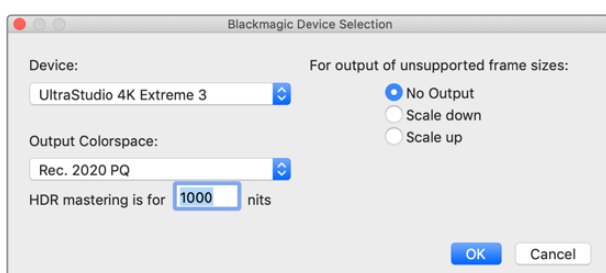 Blackmagic Device Selection
Device:
UltraStudio 4K Extreme 3
Output Colorspace:
Rec. 2020 PQ
HDR mastering is for 1000 nits
For output of unsupported frame sizes:
No Output
Scale down
Scale up
OK
Cancel